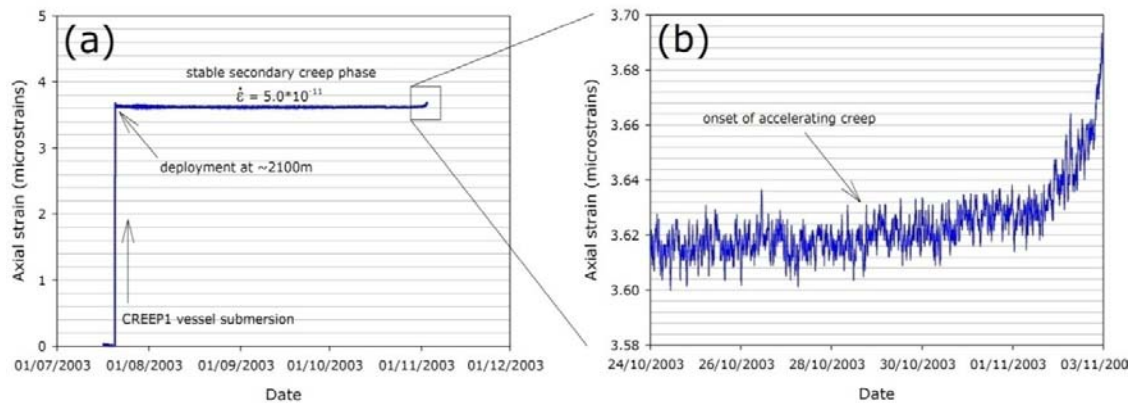 (a)
5
4
3
2
1
0
Axial strain (microstrains)
stable secondary creep phase
ε̇ = 5.0*10⁻¹¹
deployment at ~2100m
CREEP1 vessel submersion
01/07/2003 01/08/2003 01/09/2003 01/10/2003 01/11/2003 01/12/2003
Date
(b)
3.70
3.68
3.66
3.64
3.62
3.60
3.58
Axial strain (microstrains)
onset of accelerating creep
24/10/2003 26/10/2003 28/10/2003 30/10/2003 01/11/2003 03/11/200
Date